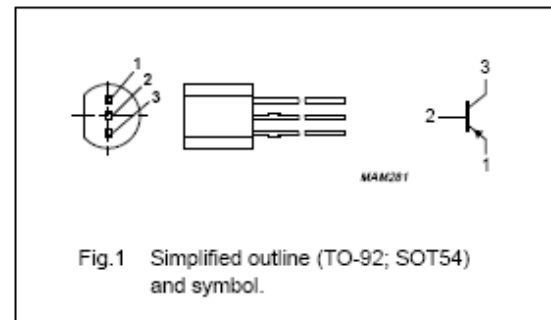 1
2
3
3
2
1
MAM281
Fig.1 Simplified outline (TO-92; SOT54)
and symbol.